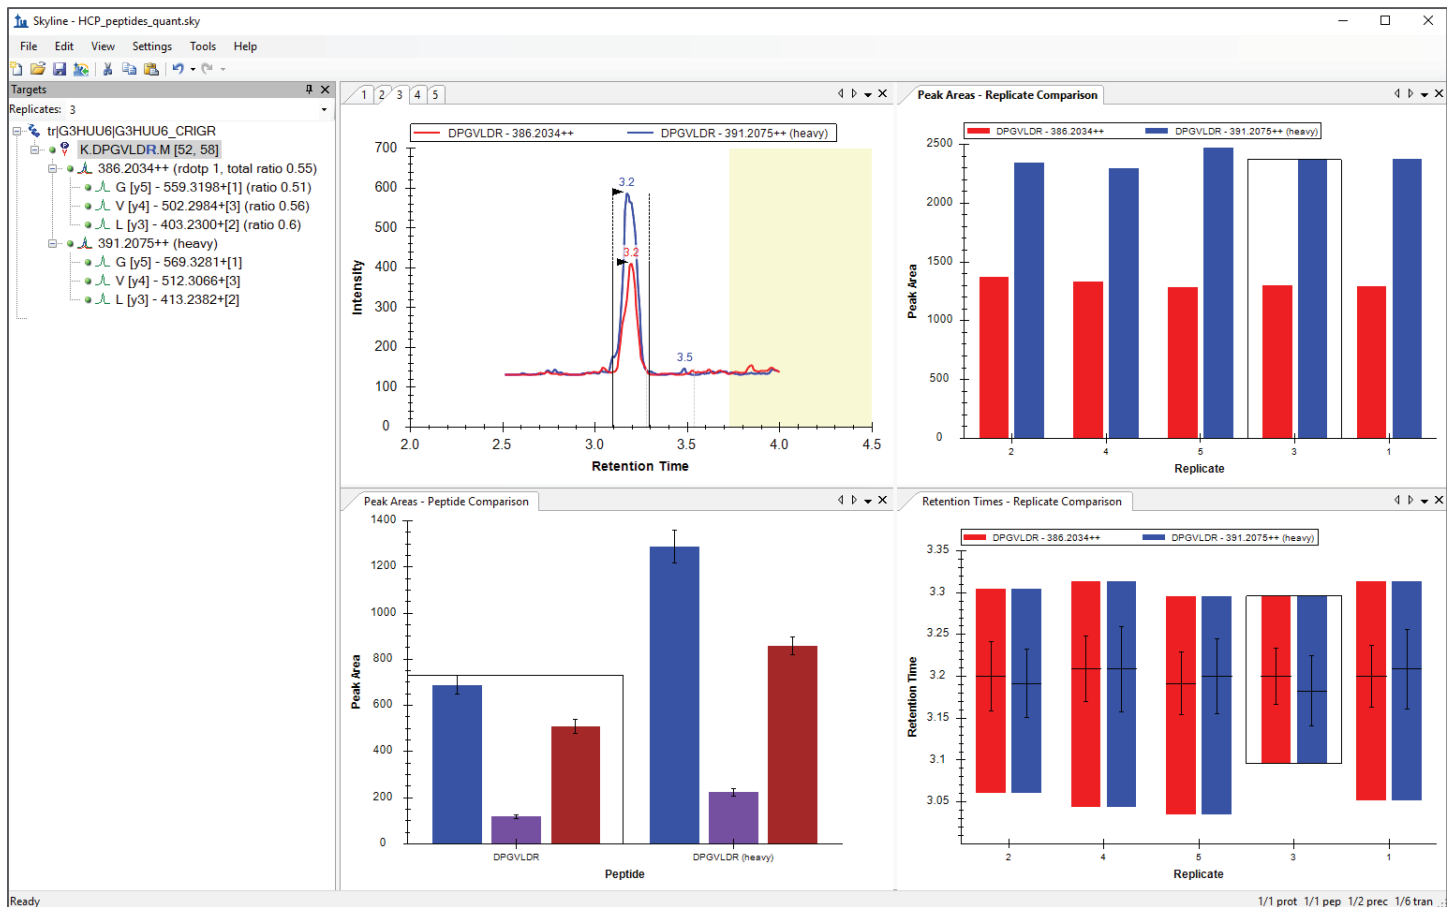 Skyline - HCP_peptides_quant.sky
File Edit View Settings Tools Help
Targets
Replicates: 3
tr|G3HUU6|G3HUU6_CRIGR
K.DPGVLDR.M [52, 58]
386.2034++ (rdotp 1, total ratio 0.55)
G [y5] - 559.3198+[1] (ratio 0.51)
V [y4] - 502.2984+[3] (ratio 0.56)
L [y3] - 403.2300+[2] (ratio 0.6)
391.2075++ (heavy)
G [y5] - 569.3281+[1]
V [y4] - 512.3066+[3]
L [y3] - 413.2382+[2]
1 2 3 4 5
DPGVLDR - 386.2034++ DPGVLDR - 391.2075++ (heavy)
700
600
500
400
300
200
100
0
Intensity
3.2
3.2
3.5
2.0 2.5 3.0 3.5 4.0 4.5
Retention Time
Peak Areas - Replicate Comparison
DPGVLDR - 386.2034++ DPGVLDR - 391.2075++ (heavy)
2500
2000
1500
1000
500
0
Peak Area
2 4 5 3 1
Replicate
Peak Areas - Peptide Comparison
1400
1200
1000
800
600
400
200
0
Peak Area
DPGVLDR DPGVLDR (heavy)
Peptide
Retention Times - Replicate Comparison
DPGVLDR - 386.2034++ DPGVLDR - 391.2075++ (heavy)
3.35
3.3
3.25
3.2
3.15
3.1
3.05
Retention Time
2 4 5 3 1
Replicate
Ready
1/1 prot 1/1 pep 1/2 prec 1/6 tran